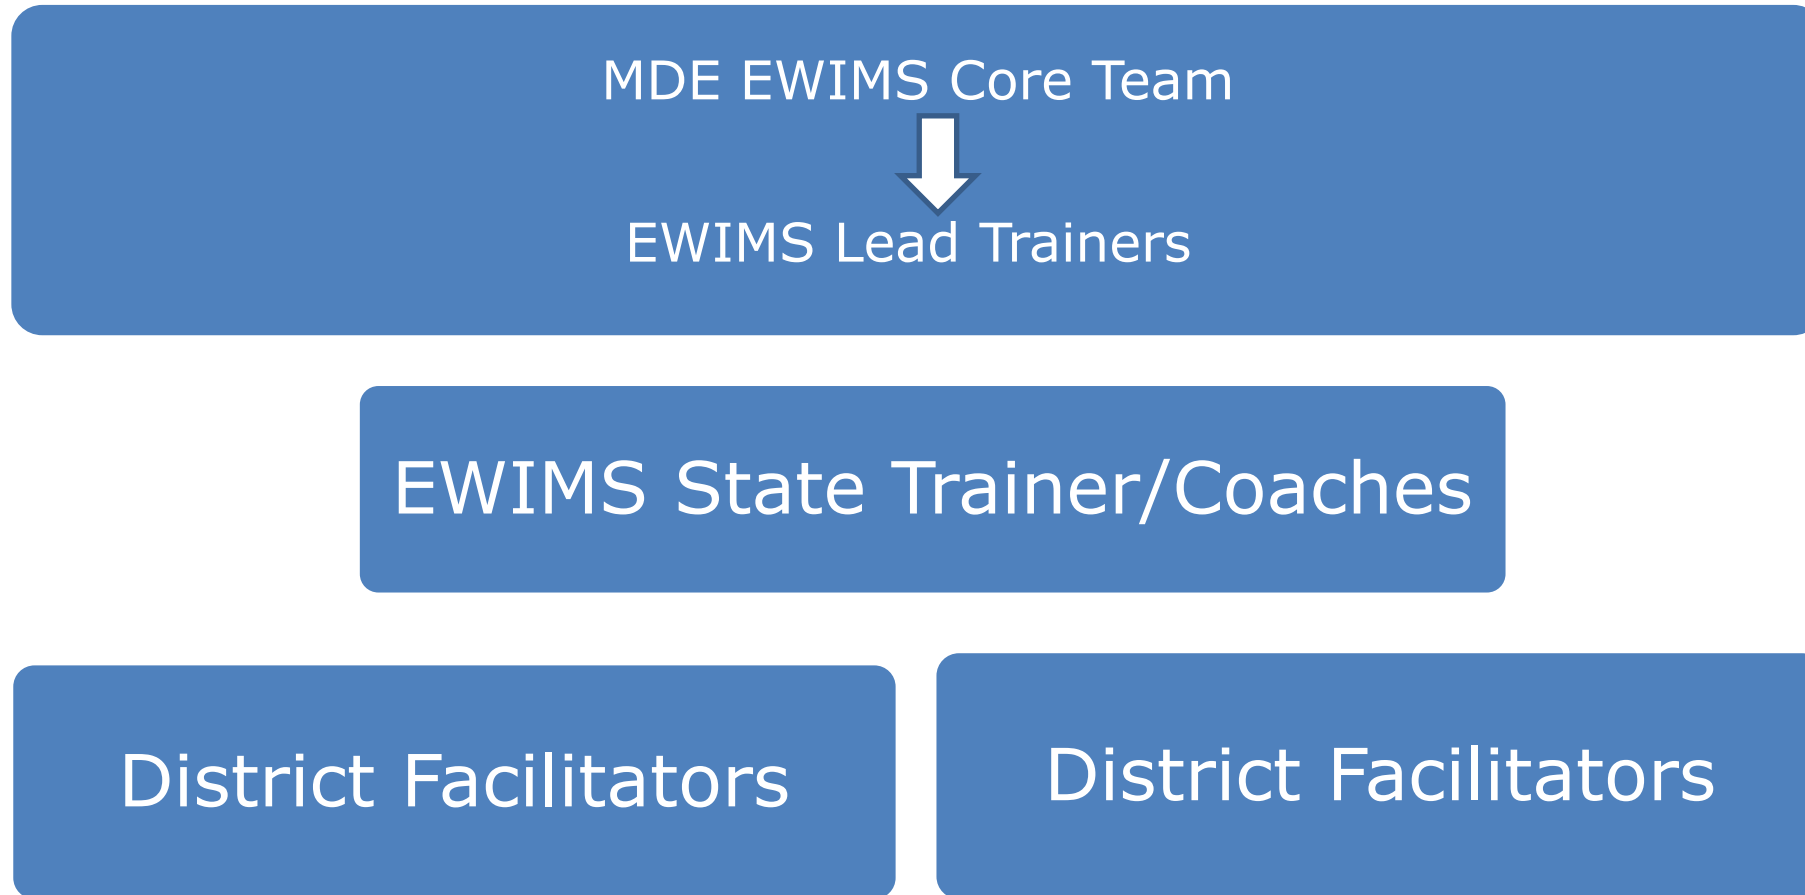 MDE EWIMS Core Team
EWIMS Lead Trainers
EWIMS State Trainer/Coaches
District Facilitators
District Facilitators